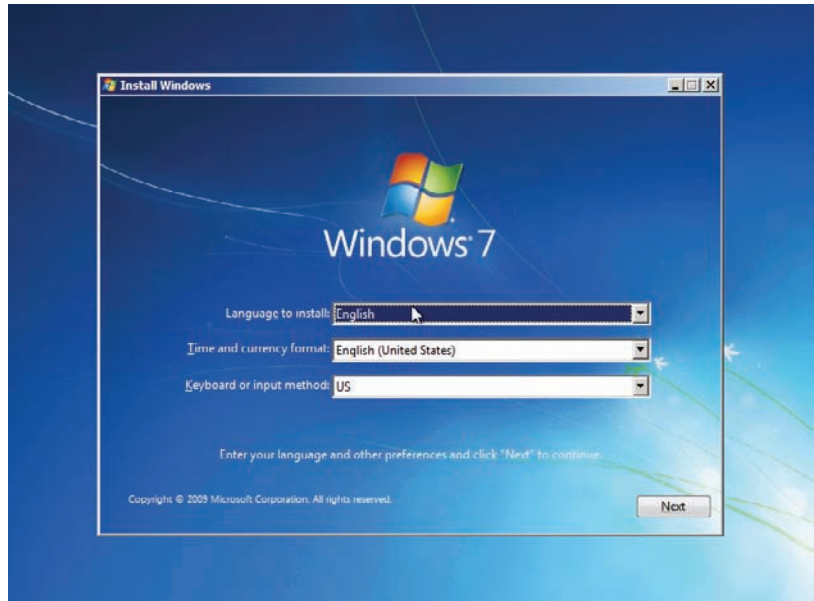 Install Windows
Windows® 7
Language to install: English
Time and currency format: English (United States)
Keyboard or input method: US
Enter your language and other preferences and click "Next" to continue.
Copyright © 2009 Microsoft Corporation. All rights reserved.
Next